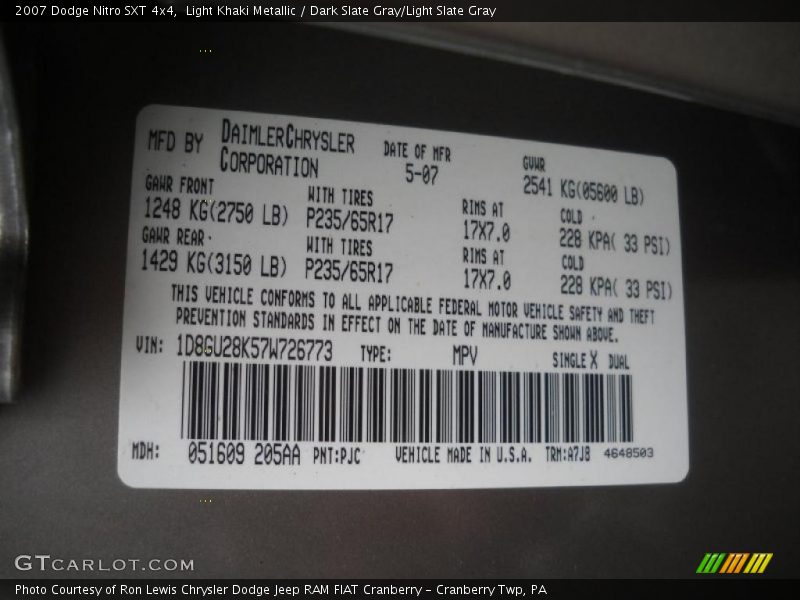 2007 Dodge Nitro SXT 4x4,  Light Khaki Metallic / Dark Slate Gray/Light Slate Gray
MFD BY DAIMLERCHRYSLER CORPORATION
DATE OF MFR 5-07
GVWR 2541 KG(05600 LB)
GAWR FRONT WITH TIRES RIMS AT COLD
1248 KG(2750 LB) P235/65R17 17X7.0 228 KPA( 33 PSI)
GAWR REAR WITH TIRES RIMS AT COLD
1429 KG(3150 LB) P235/65R17 17X7.0 228 KPA( 33 PSI)
THIS VEHICLE CONFORMS TO ALL APPLICABLE FEDERAL MOTOR VEHICLE SAFETY AND THEFT
PREVENTION STANDARDS IN EFFECT ON THE DATE OF MANUFACTURE SHOWN ABOVE.
VIN: 1D8GU28K57W726773 TYPE: MPV SINGLE X DUAL
MDH: 051609 205AA PNT:PJC VEHICLE MADE IN U.S.A. TRM:A7J8 4648503
GTCARLOT.COM
Photo Courtesy of Ron Lewis Chrysler Dodge Jeep RAM FIAT Cranberry – Cranberry Twp, PA